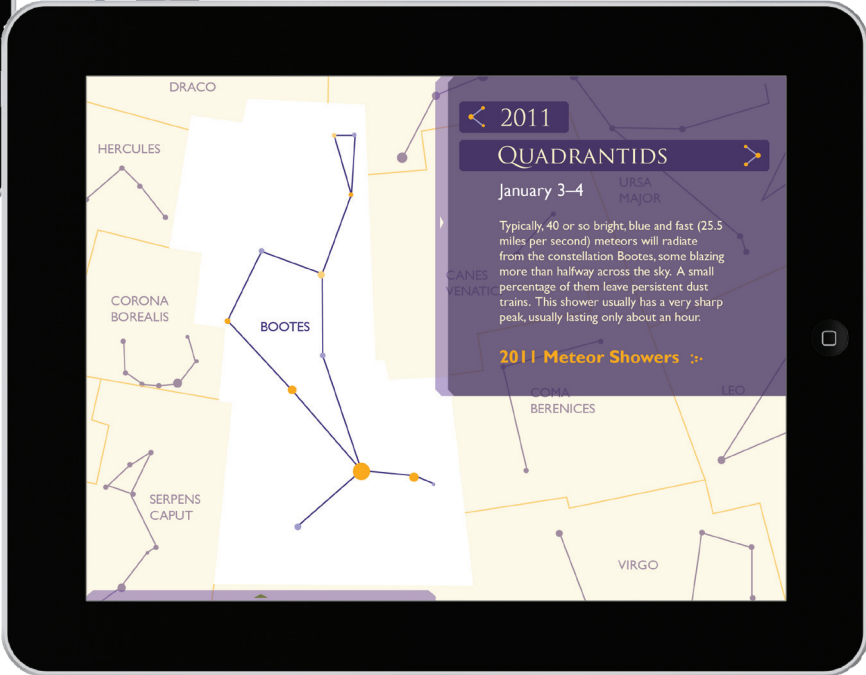 DRACO
HERCULES
CORONA
BOREALIS
BOOTES
SERPENS
CAPUT
2011
QUADRANTIDS
January 3–4
URSA
MAJOR
Typically, 40 or so bright, blue and fast (25.5
miles per second) meteors will radiate
from the constellation Bootes, some blazing
more than halfway across the sky. A small
percentage of them leave persistent dust
trains. This shower usually has a very sharp
peak, usually lasting only about an hour.
CANES
VENATIC
2011 Meteor Showers
COMA
BERENICES
LEO
VIRGO